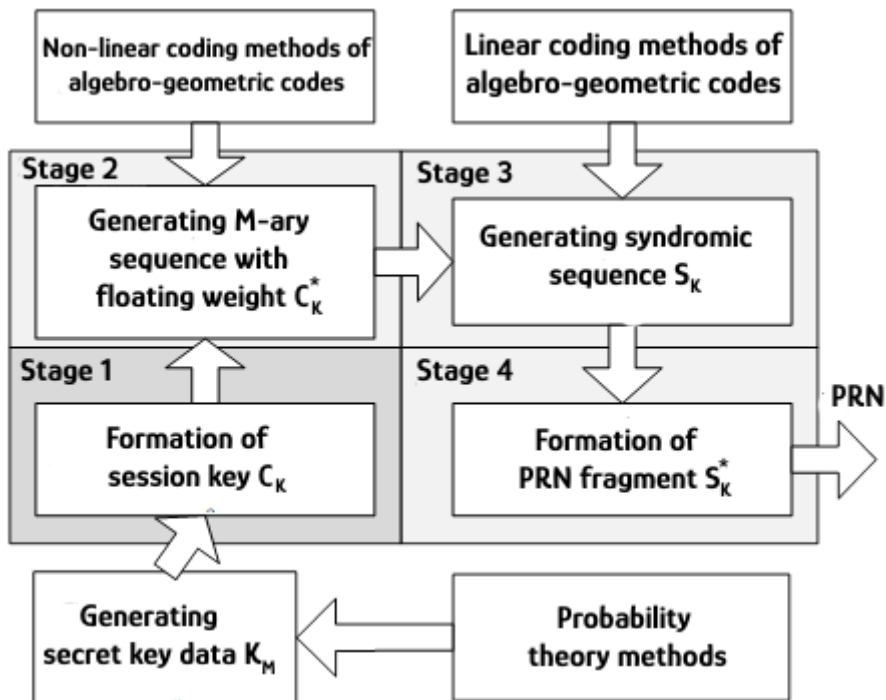 Non-linear coding methods of
algebro-geometric codes
Linear coding methods of
algebro-geometric codes
Stage 2
Generating M-ary
sequence with
floating weight C*K
Stage 3
Generating syndromic
sequence SK
Stage 1
Formation of
session key CK
Stage 4
Formation of
PRN fragment S*K
PRN
Generating
secret key data KM
Probability
theory methods